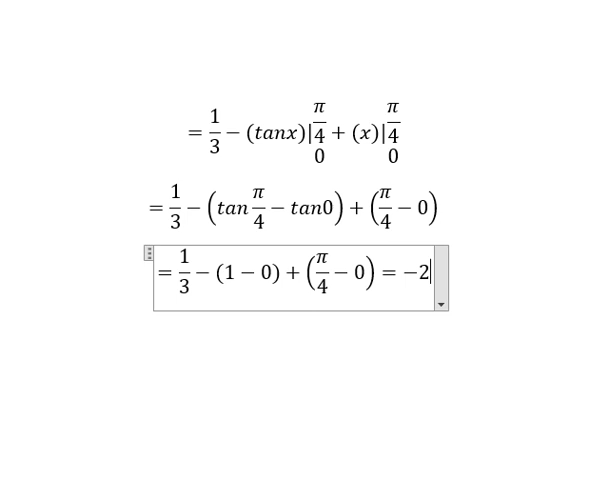 = 1/3 − (tanx)|π/4 0 + (x)|π/4 0
= 1/3 − (tan π/4 − tan0) + (π/4 − 0)
= 1/3 − (1 − 0) + (π/4 − 0) = −2